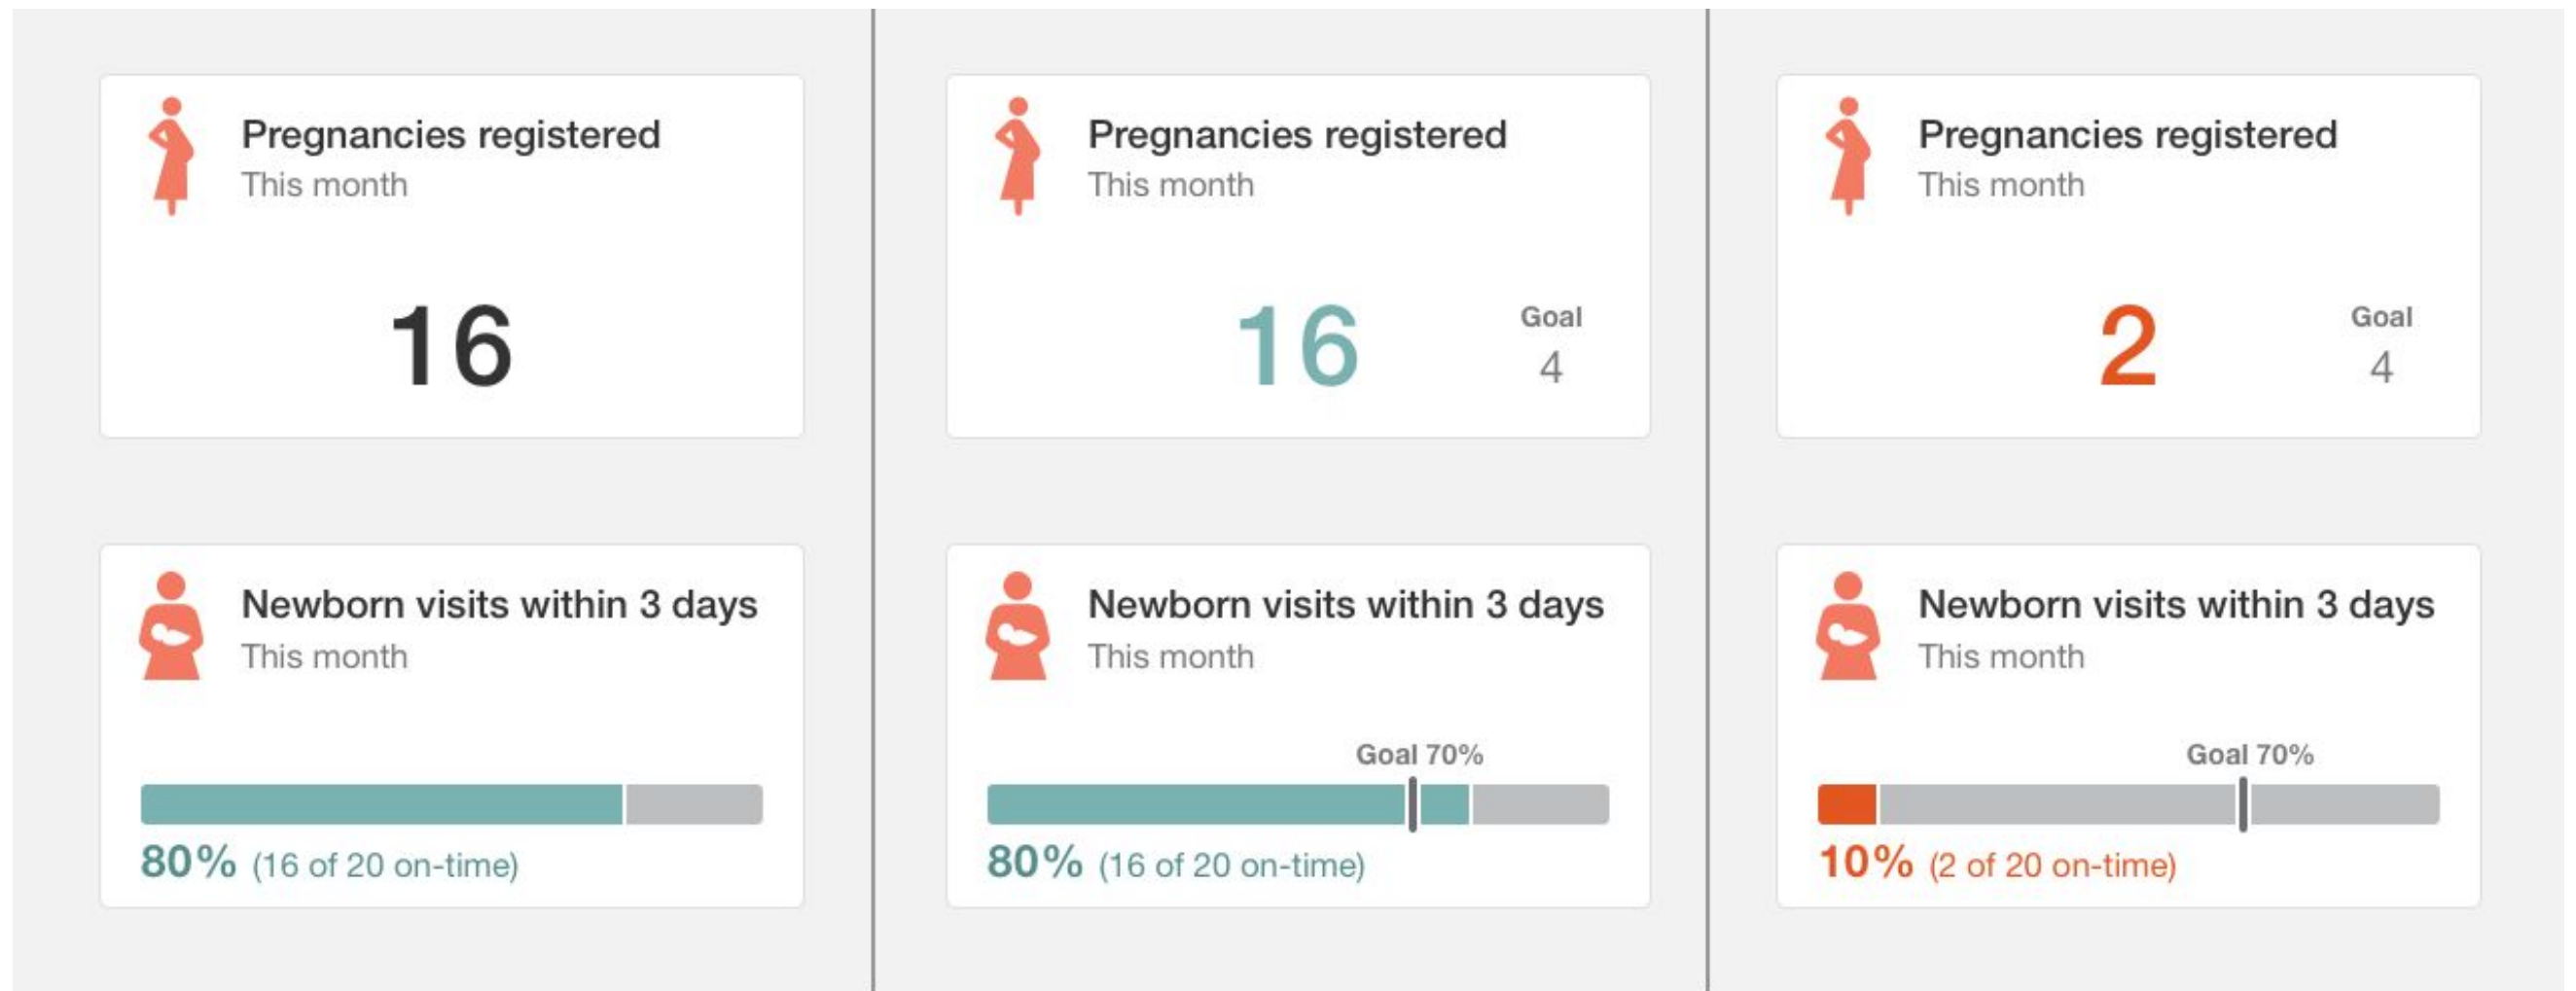 Pregnancies registered
This month
16
Newborn visits within 3 days
This month
80% (16 of 20 on-time)
Pregnancies registered
This month
16
Goal
4
Newborn visits within 3 days
This month
Goal 70%
80% (16 of 20 on-time)
Pregnancies registered
This month
2
Goal
4
Newborn visits within 3 days
This month
Goal 70%
10% (2 of 20 on-time)